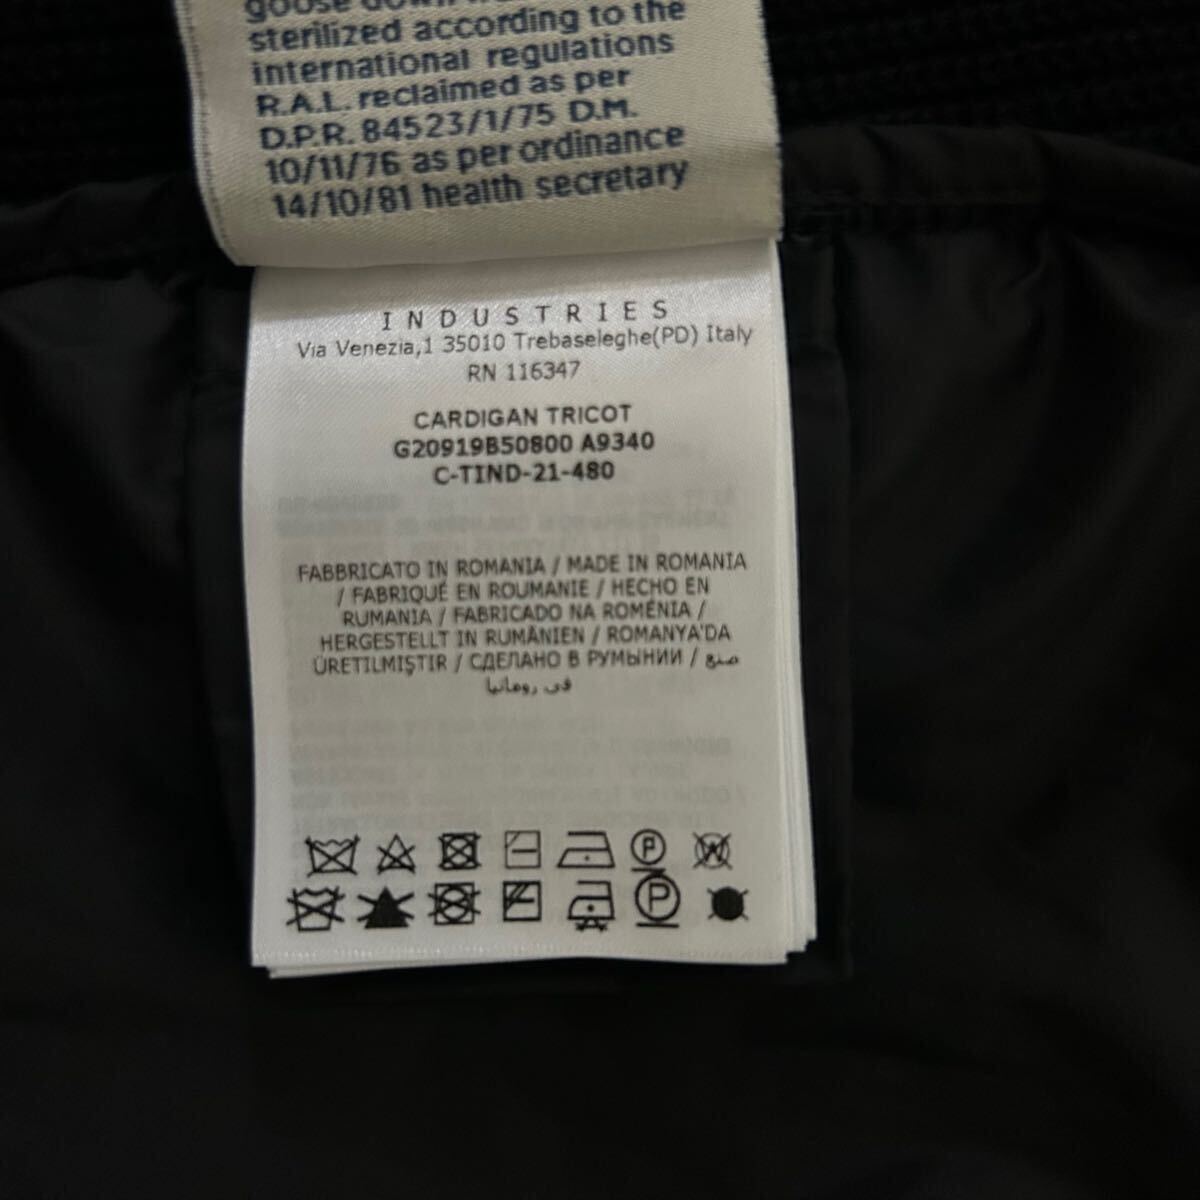 goose down
sterilized according to the
international regulations
R.A.L. reclaimed as per
D.P.R. 84523/1/75 D.M.
10/11/76 as per ordinance
14/10/81 health secretary
INDUSTRIES
Via Venezia,1 35010 Trebaseleghe(PD) Italy
RN 116347
CARDIGAN TRICOT
G20919B50800 A9340
C-TIND-21-480
FABBRICATO IN ROMANIA / MADE IN ROMANIA
/ FABRIQUÉ EN ROUMANIE / HECHO EN
RUMANIA / FABRICADO NA ROMÉNIA /
HERGESTELLT IN RUMÄNIEN / ROMANYA'DA
ÜRETILMIŞTIR / СДЕЛАНО В РУМЫНИИ / صنع
في رومانيا
P W
P